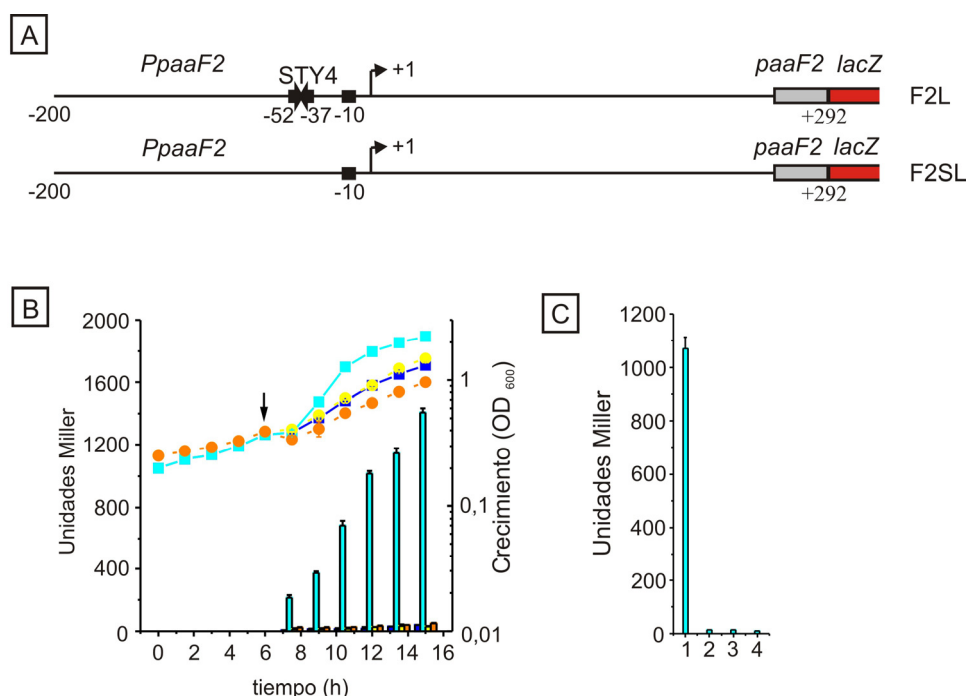 A
PpaaF2
STY4
+1
paaF2 lacZ
F2L
-200
-52 -37 -10
+292
PpaaF2
+1
paaF2 lacZ
F2SL
-200
-10
+292
B
Unidades Miller
2000
1600
1200
800
400
0
Crecimiento (OD 600)
1
0,1
0,01
0 2 4 6 8 10 12 14 16
tiempo (h)
C
Unidades Miller
1200
1000
800
600
400
200
0
1 2 3 4